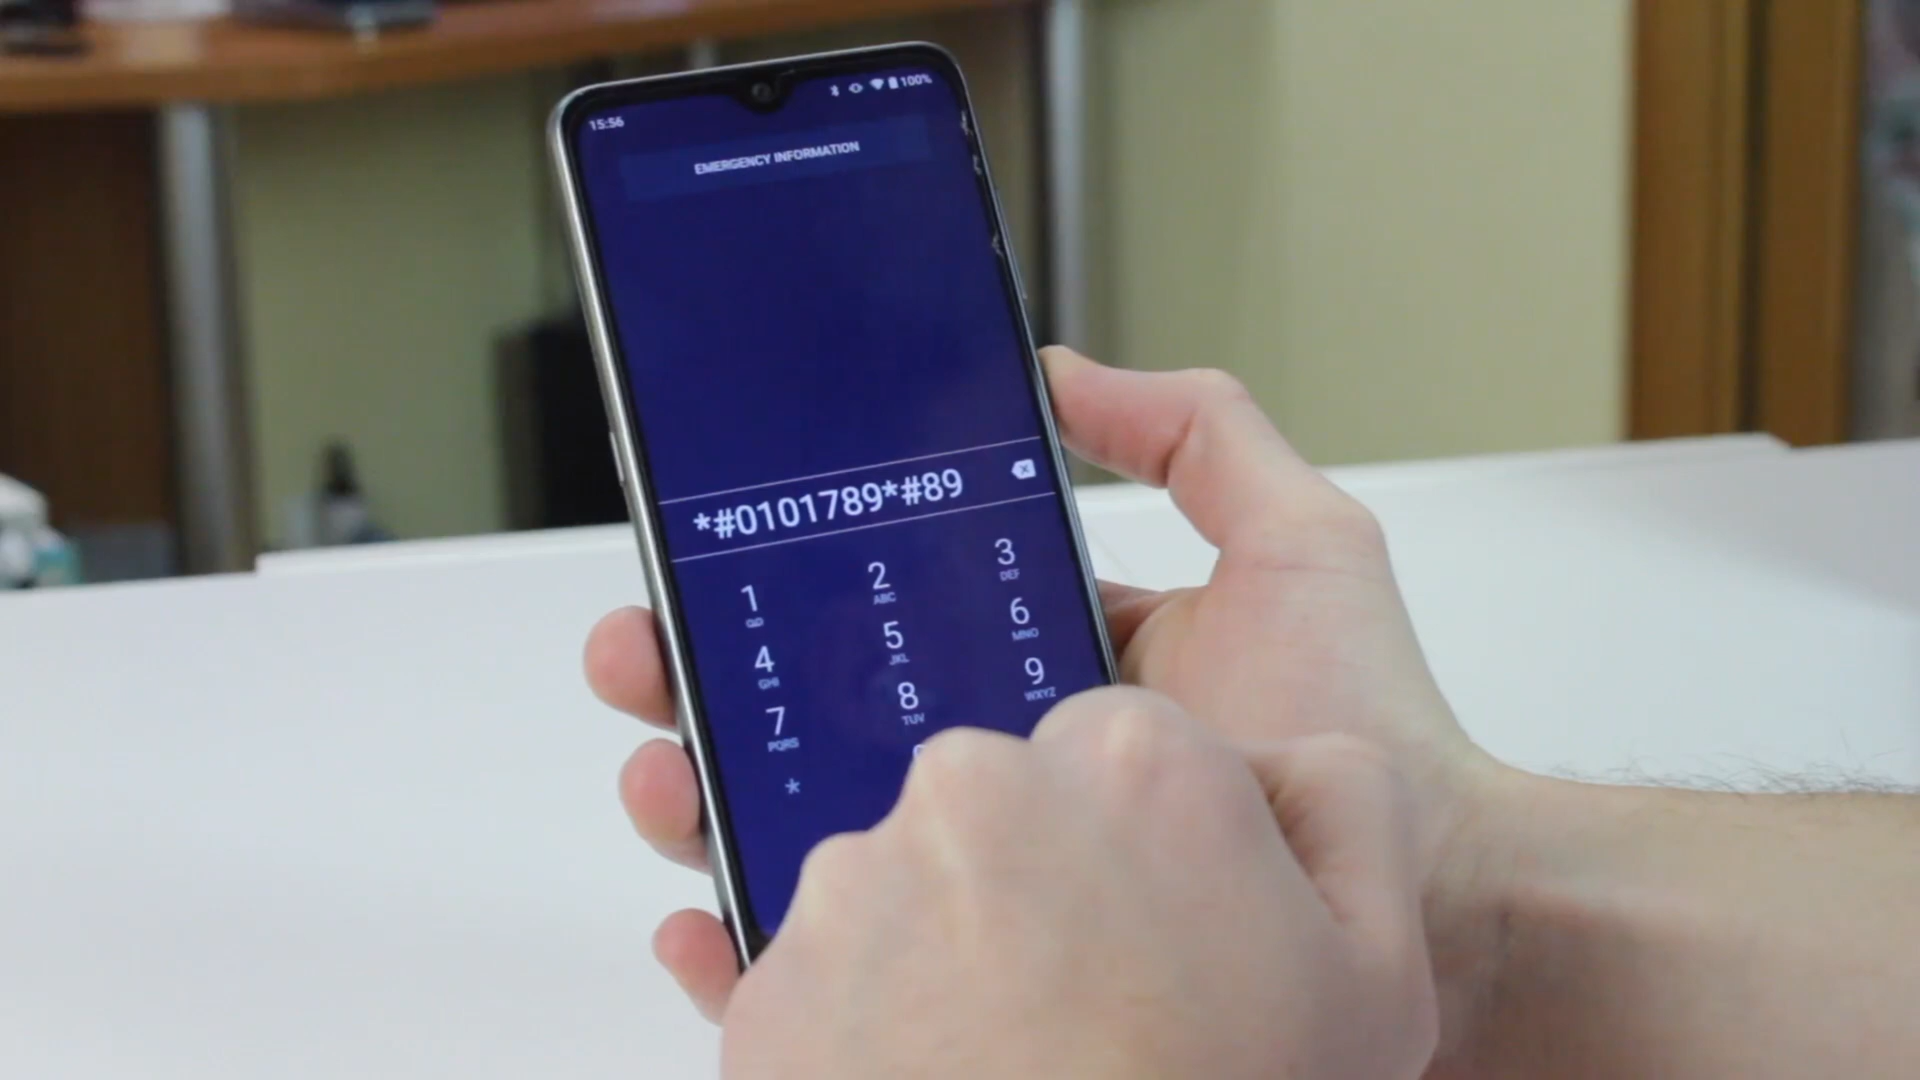 15:56 100%
EMERGENCY INFORMATION
*#0101789*#89
1 2 3
ABC DEF
4 5 6
GHI JKL MNO
7 8 9
PQRS TUV WXYZ
*